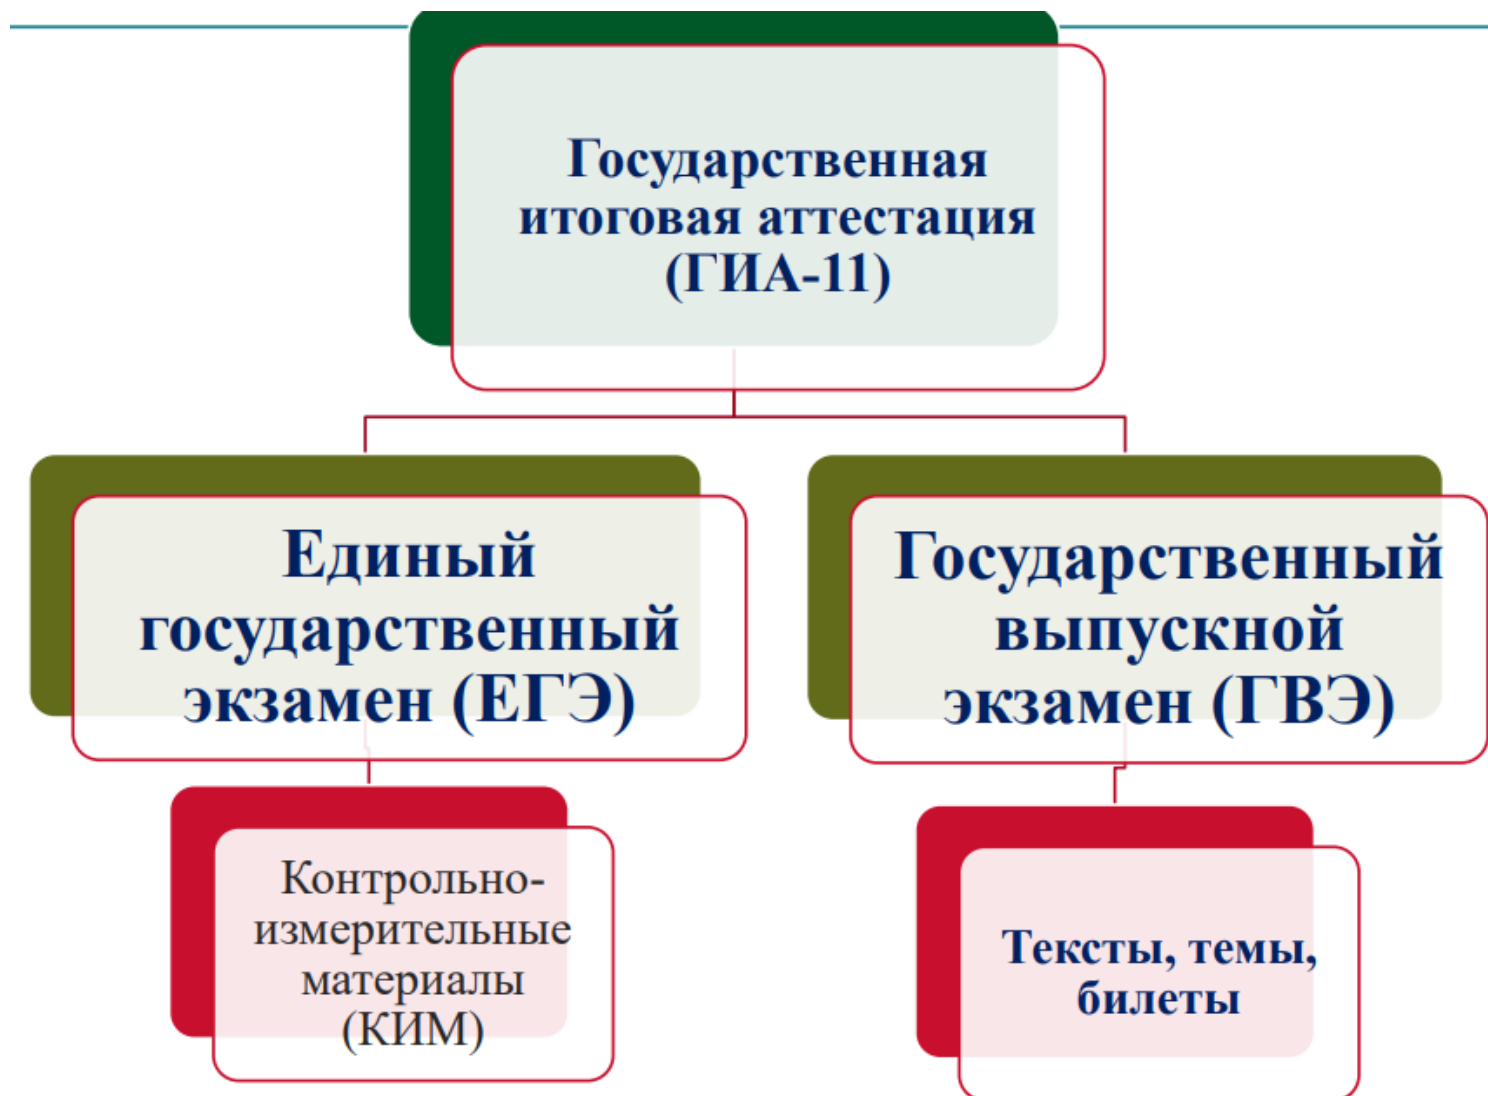 Государственная
итоговая аттестация
(ГИА-11)
Единый
государственный
экзамен (ЕГЭ)
Государственный
выпускной
экзамен (ГВЭ)
Контрольно-
измерительные
материалы
(КИМ)
Тексты, темы,
билеты